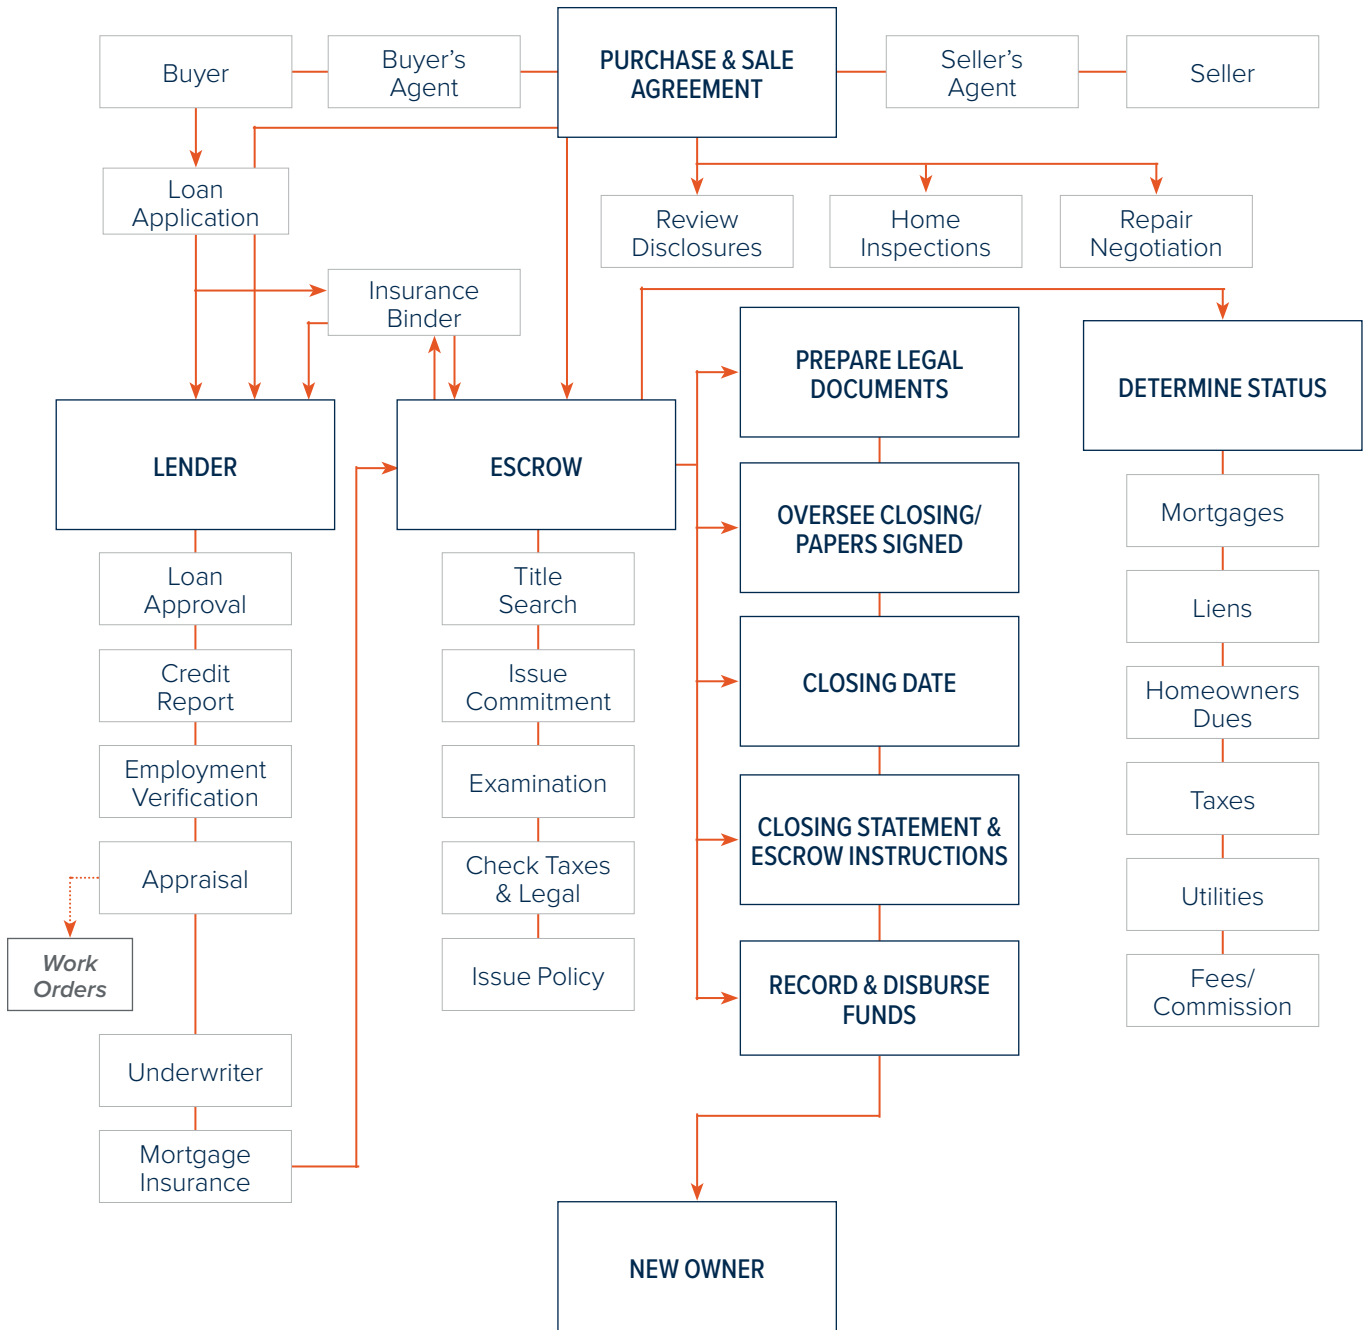 Buyer
Buyer's
Agent
PURCHASE & SALE
AGREEMENT
Seller's
Agent
Seller
Loan
Application
Review
Disclosures
Home
Inspections
Repair
Negotiation
Insurance
Binder
LENDER
ESCROW
PREPARE LEGAL
DOCUMENTS
DETERMINE STATUS
OVERSEE CLOSING/
PAPERS SIGNED
CLOSING DATE
CLOSING STATEMENT &
ESCROW INSTRUCTIONS
RECORD & DISBURSE
FUNDS
Loan
Approval
Credit
Report
Employment
Verification
Appraisal
Work
Orders
Underwriter
Mortgage
Insurance
Title
Search
Issue
Commitment
Examination
Check Taxes
& Legal
Issue Policy
Mortgages
Liens
Homeowners
Dues
Taxes
Utilities
Fees/
Commission
NEW OWNER